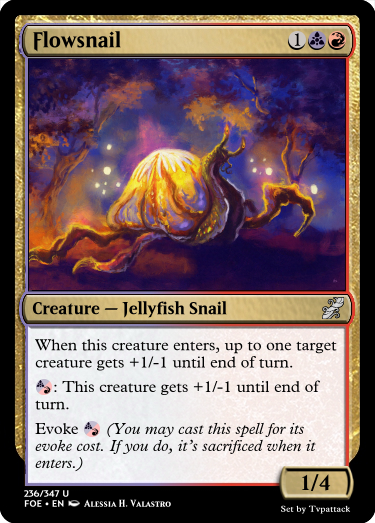 Flowsnail 1
Creature — Jellyfish Snail
When this creature enters, up to one target
creature gets +1/-1 until end of turn.
: This creature gets +1/-1 until end of
turn.
Evoke (You may cast this spell for its
evoke cost. If you do, it's sacrificed when it
enters.)
1/4
236/347 U
FOE • EN Alessia H. Valastro
Set by Tvpattack